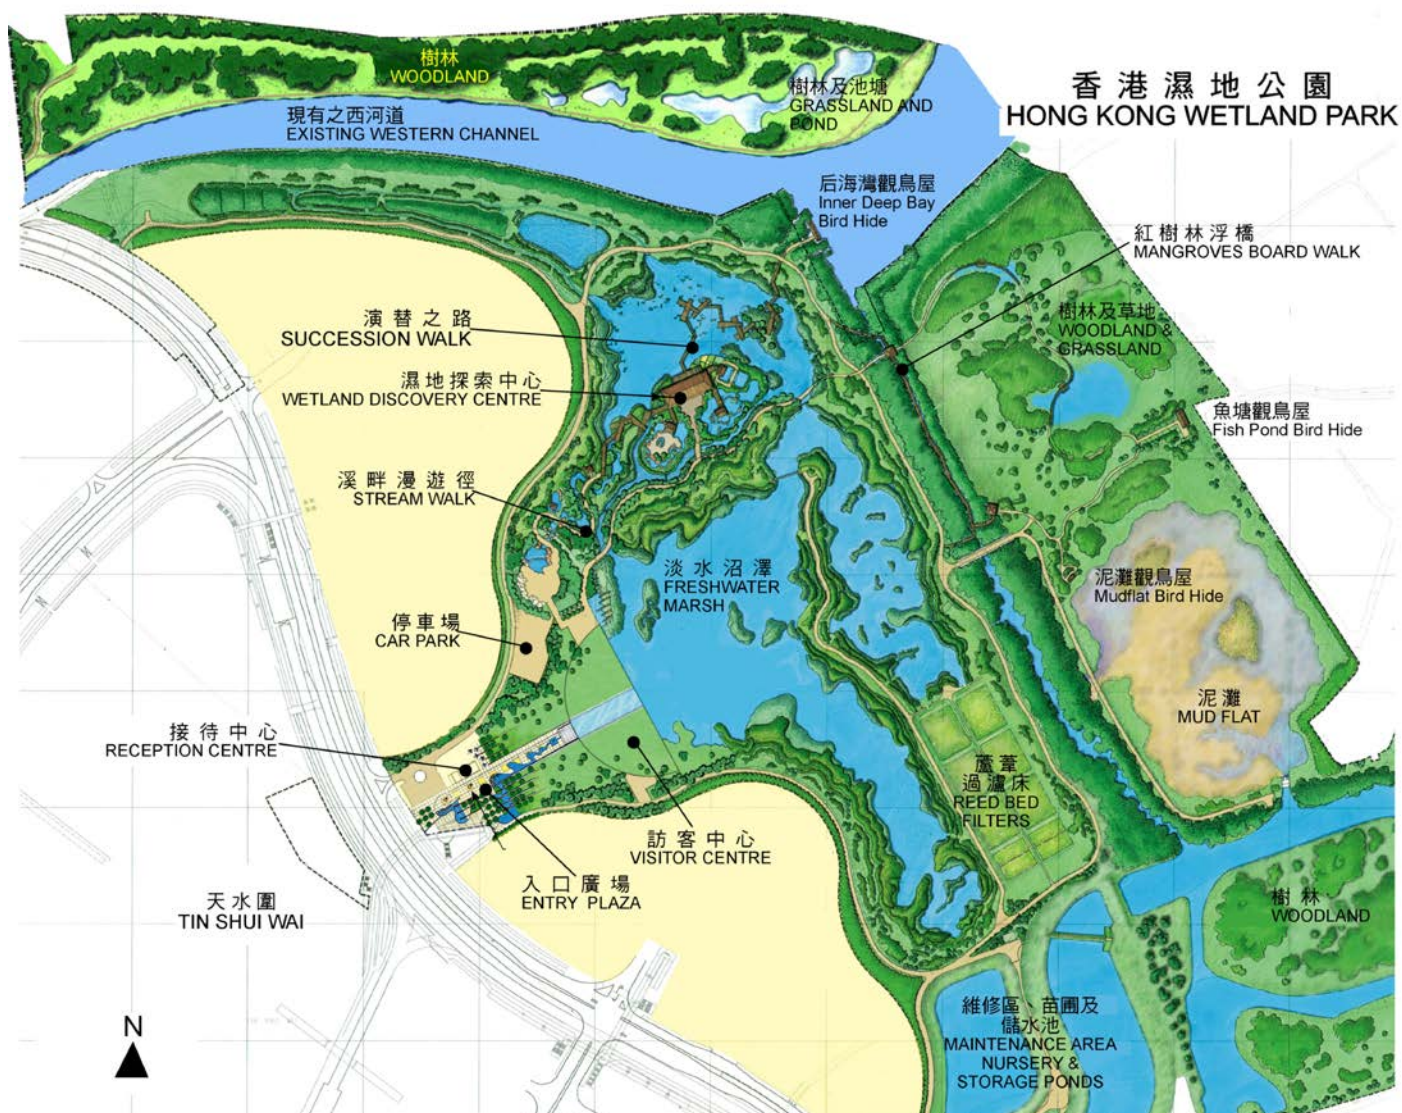 樹林
WOODLAND
樹林及池塘
GRASSLAND AND
POND
香港濕地公園
HONG KONG WETLAND PARK
現有之西河道
EXISTING WESTERN CHANNEL
后海灣觀鳥屋
Inner Deep Bay
Bird Hide
紅樹林浮橋
MANGROVES BOARD WALK
演替之路
SUCCESSION WALK
樹林及草地
WOODLAND &
GRASSLAND
濕地探索中心
WETLAND DISCOVERY CENTRE
魚塘觀鳥屋
Fish Pond Bird Hide
溪畔漫遊徑
STREAM WALK
淡水沼澤
FRESHWATER
MARSH
泥灘觀鳥屋
Mudflat Bird Hide
停車場
CAR PARK
泥灘
MUD FLAT
接待中心
RECEPTION CENTRE
蘆葦
過濾床
REED BED
FILTERS
訪客中心
VISITOR CENTRE
入口廣場
ENTRY PLAZA
天水圍
TIN SHUI WAI
樹林
WOODLAND
維修區、苗圃及
儲水池
MAINTENANCE AREA
NURSERY &
STORAGE PONDS
N